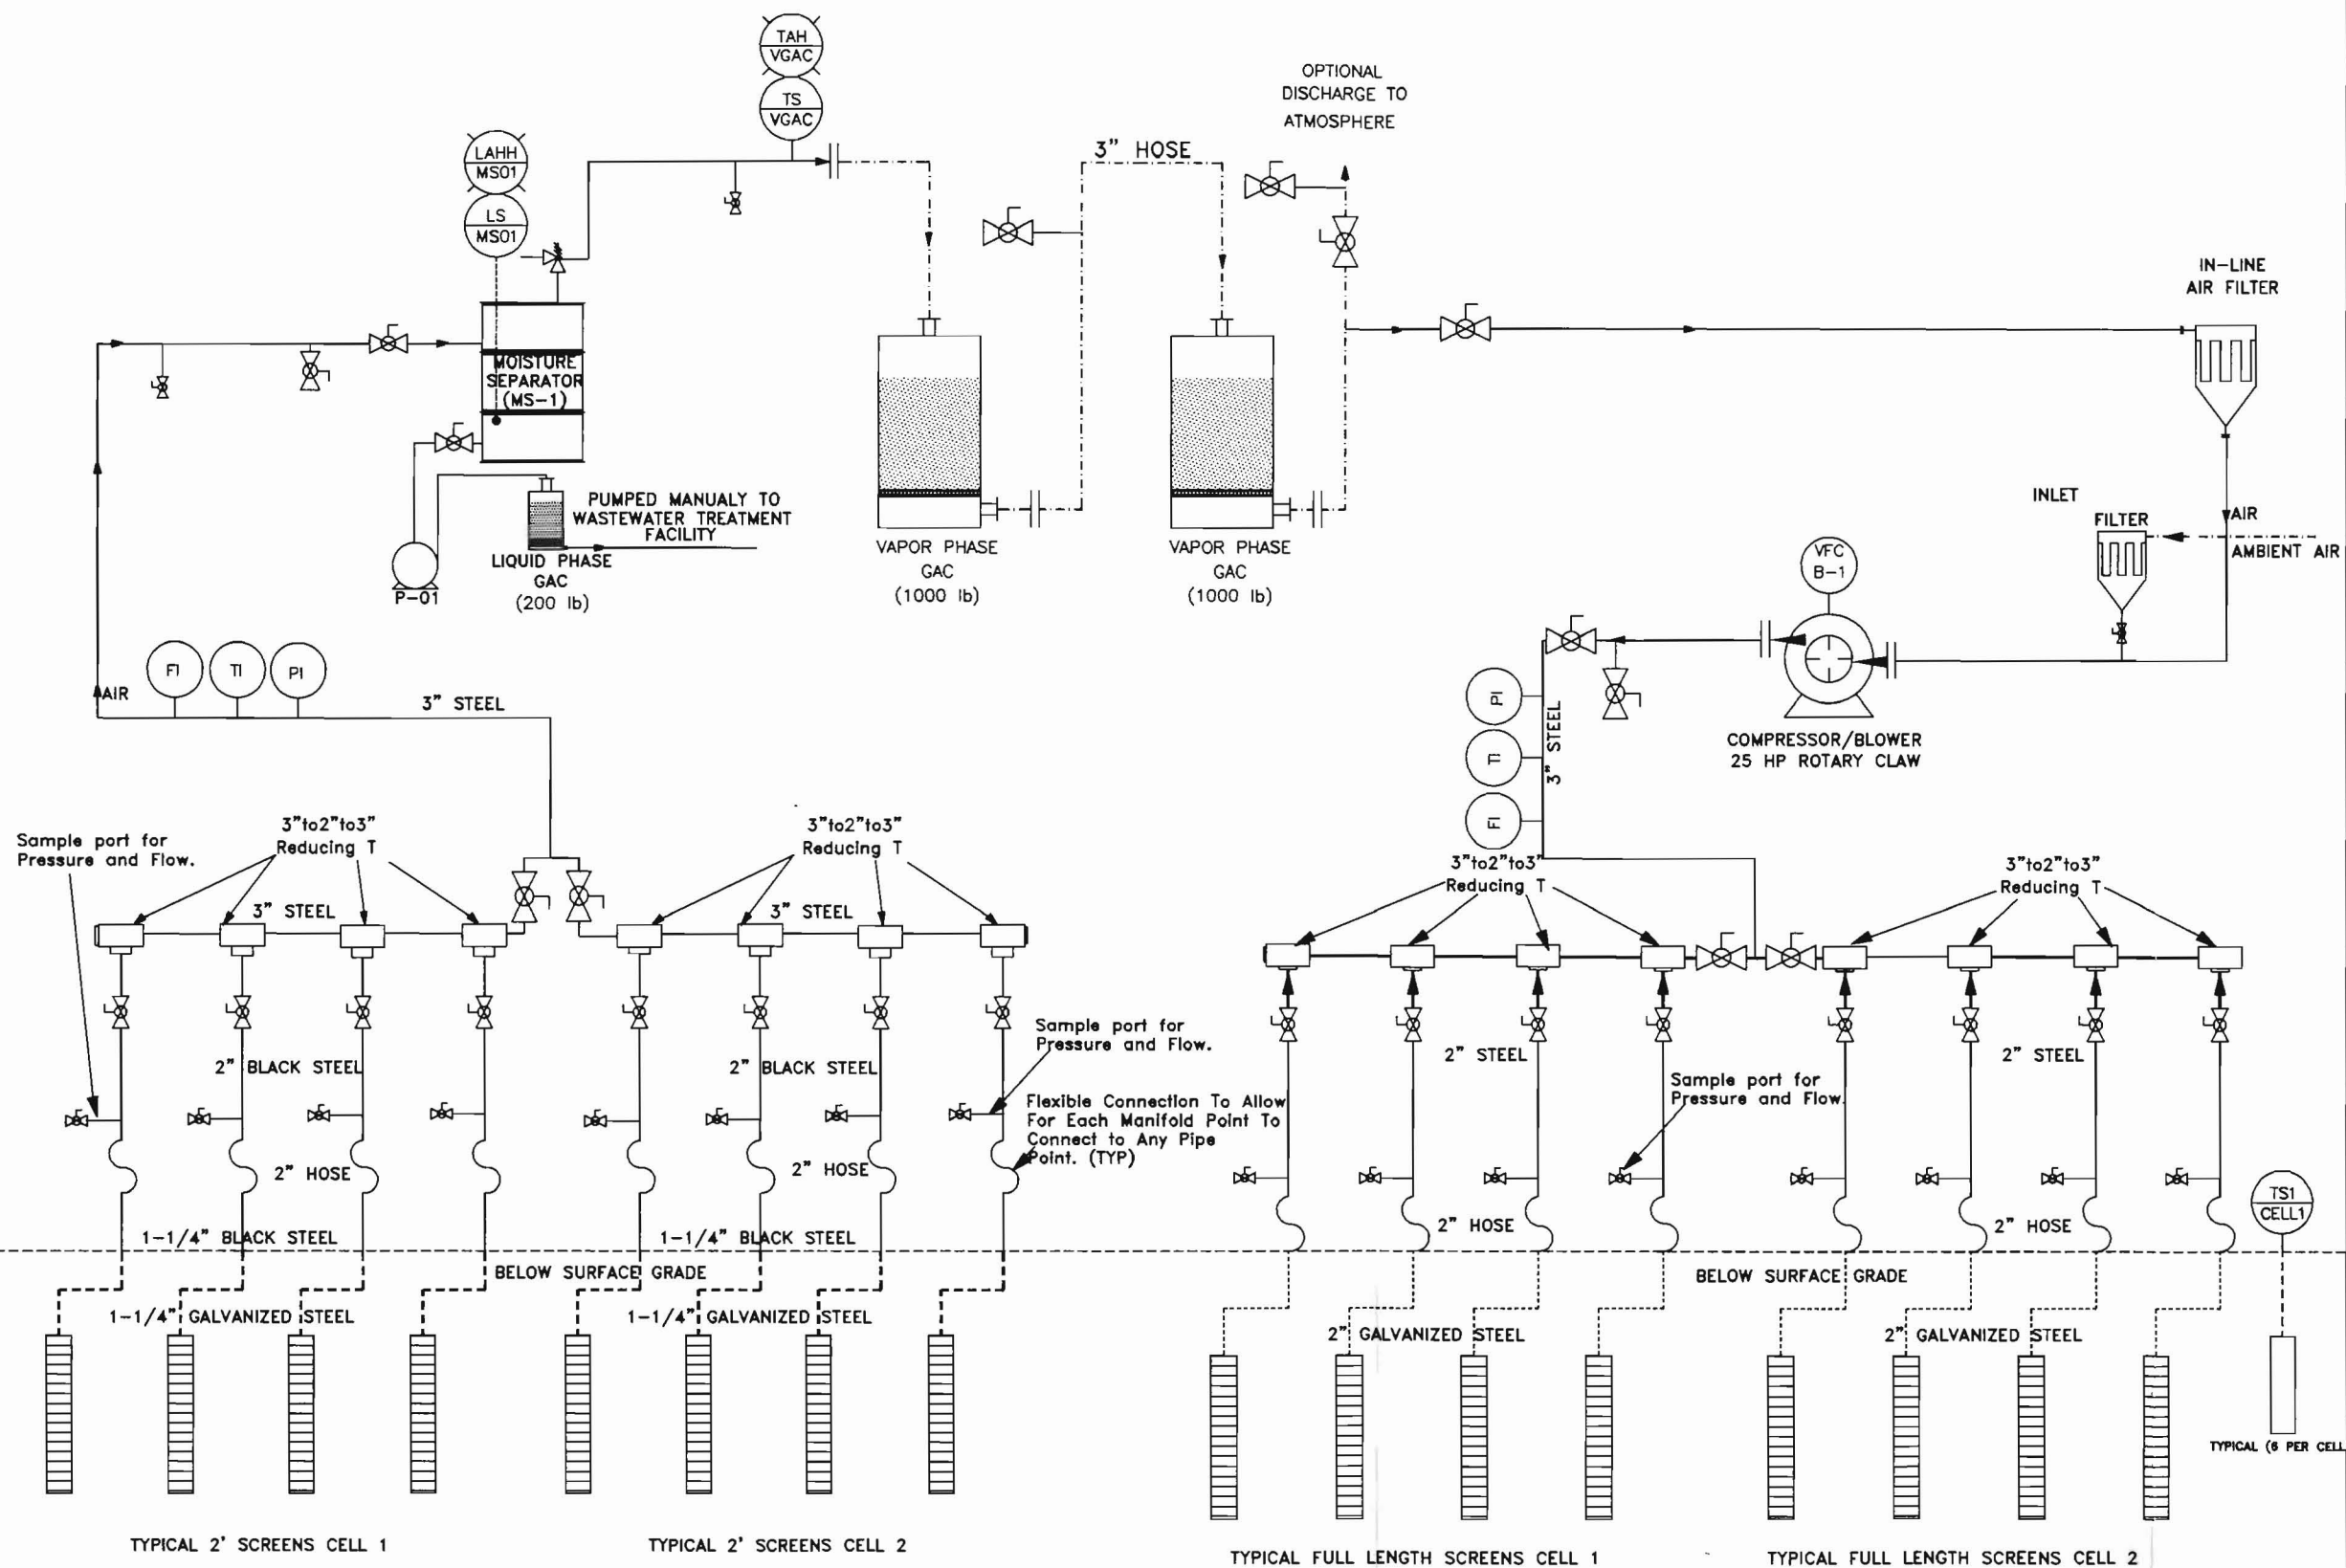 TAH
VGAC
TS
VGAC
LAHH
MS01
LS
MS01
OPTIONAL
DISCHARGE TO
ATMOSPHERE
3" HOSE
IN-LINE
AIR FILTER
MOISTURE
SEPARATOR
(MS-1)
PUMPED MANUALY TO
WASTEWATER TREATMENT
FACILITY
LIQUID PHASE
GAC
(200 lb)
P-01
VAPOR PHASE
GAC
(1000 lb)
VAPOR PHASE
GAC
(1000 lb)
INLET
FILTER
AIR
AMBIENT AIR
VFC
B-1
COMPRESSOR/BLOWER
25 HP ROTARY CLAW
FI
TI
PI
AIR
3" STEEL
PI
TI
FI
3" STEEL
Sample port for
Pressure and Flow.
3"to2"to3"
Reducing T
3" STEEL
3"to2"to3"
Reducing T
3" STEEL
3"to2"to3"
Reducing T
3"to2"to3"
Reducing T
2" BLACK STEEL
2" BLACK STEEL
Sample port for
Pressure and Flow.
Flexible Connection To Allow
For Each Manifold Point To
Connect to Any Pipe
Point. (TYP)
2" STEEL
Sample port for
Pressure and Flow.
2" STEEL
2" HOSE
2" HOSE
2" HOSE
2" HOSE
TS1
CELL1
1-1/4" BLACK STEEL
1-1/4" BLACK STEEL
BELOW SURFACE GRADE
BELOW SURFACE GRADE
1-1/4" GALVANIZED STEEL
1-1/4" GALVANIZED STEEL
2" GALVANIZED STEEL
2" GALVANIZED STEEL
TYPICAL (6 PER CELL
TYPICAL 2' SCREENS CELL 1
TYPICAL 2' SCREENS CELL 2
TYPICAL FULL LENGTH SCREENS CELL 1
TYPICAL FULL LENGTH SCREENS CELL 2